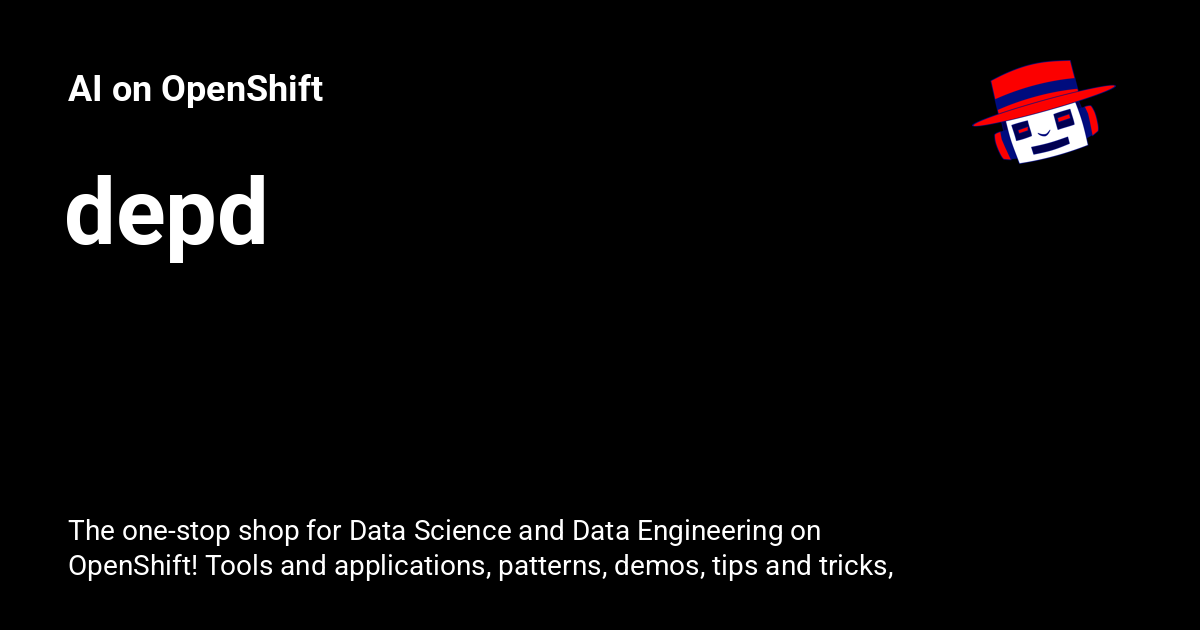 AI on OpenShift
depd
The one-stop shop for Data Science and Data Engineering on
OpenShift! Tools and applications, patterns, demos, tips and tricks,